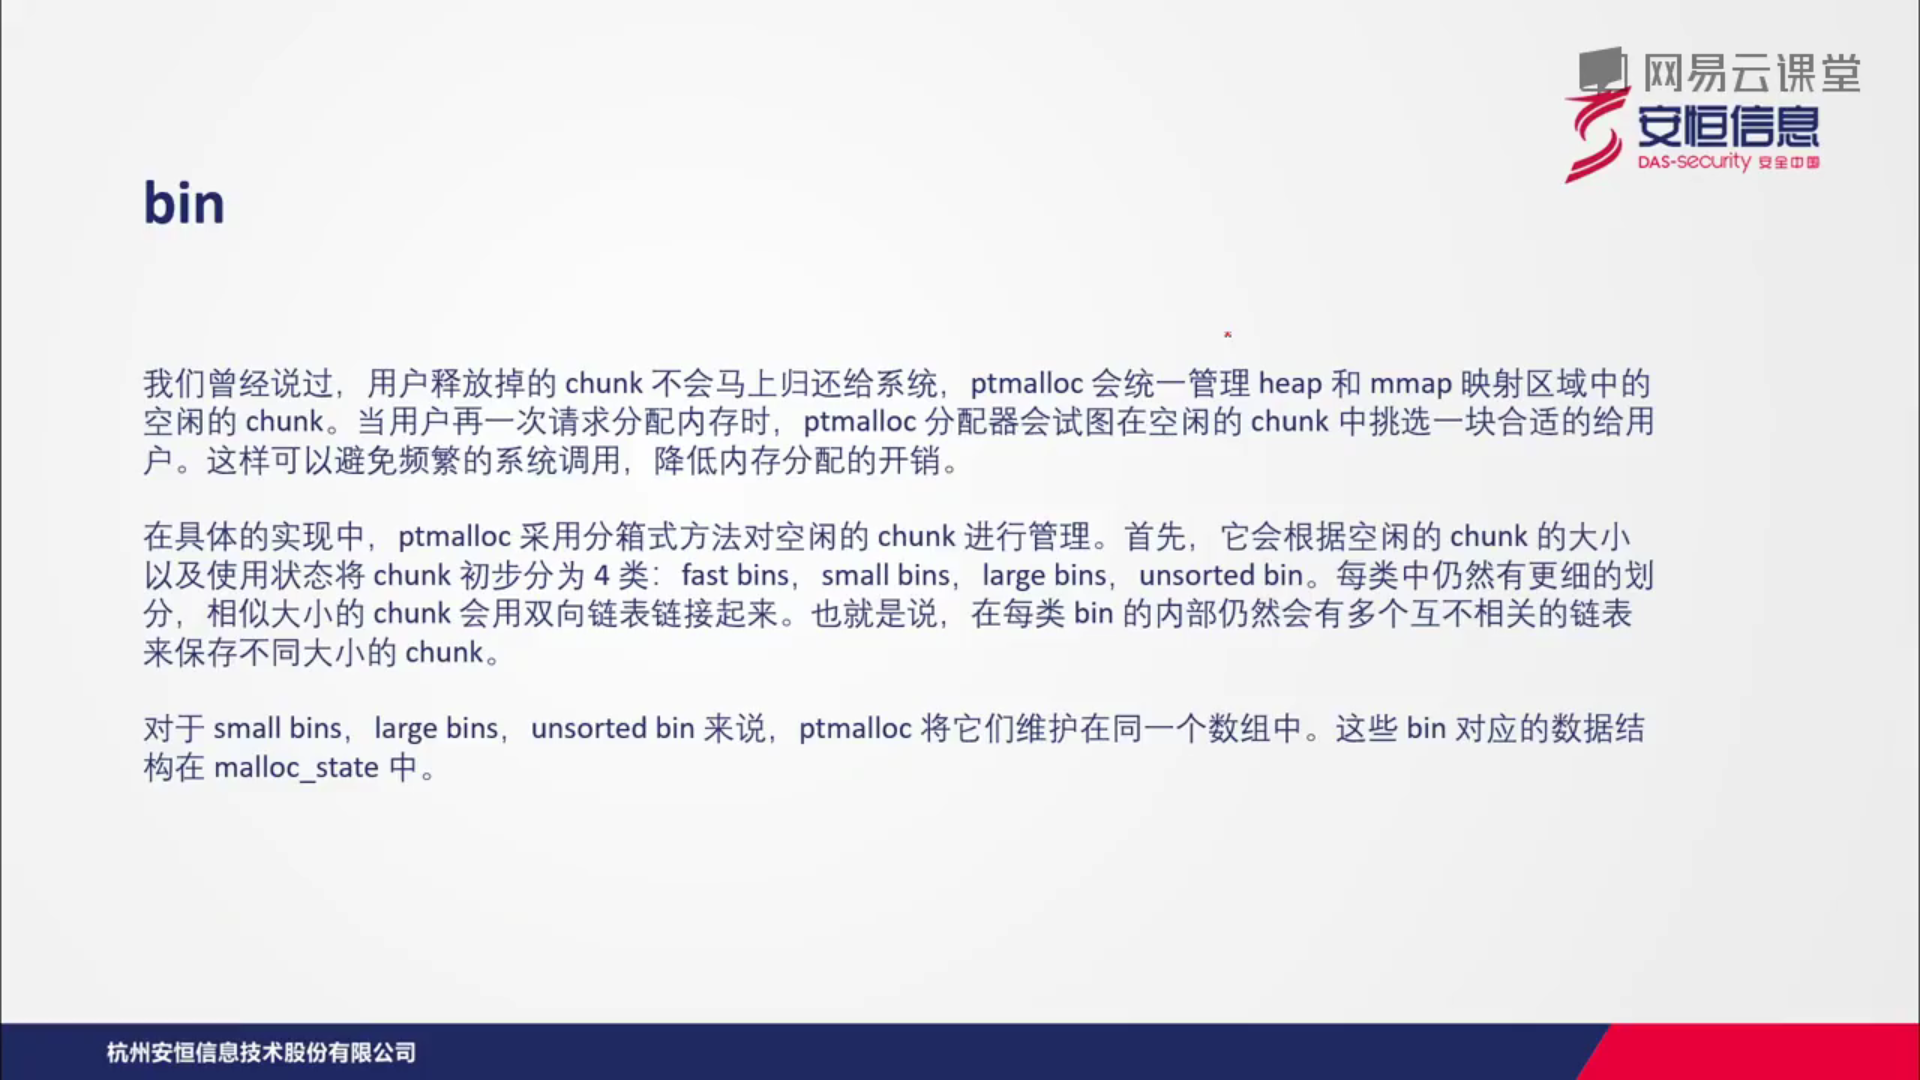 网易云课堂
安恒信息
DAS-security 安全中国
bin
我们曾经说过，用户释放掉的 chunk 不会马上归还给系统，ptmalloc 会统一管理 heap 和 mmap 映射区域中的
空闲的 chunk。当用户再一次请求分配内存时，ptmalloc 分配器会试图在空闲的 chunk 中挑选一块合适的给用
户。这样可以避免频繁的系统调用，降低内存分配的开销。
在具体的实现中，ptmalloc 采用分箱式方法对空闲的 chunk 进行管理。首先，它会根据空闲的 chunk 的大小
以及使用状态将 chunk 初步分为 4 类：fast bins，small bins，large bins，unsorted bin。每类中仍然有更细的划
分，相似大小的 chunk 会用双向链表链接起来。也就是说，在每类 bin 的内部仍然会有多个互不相关的链表
来保存不同大小的 chunk。
对于 small bins，large bins，unsorted bin 来说，ptmalloc 将它们维护在同一个数组中。这些 bin 对应的数据结
构在 malloc_state 中。
杭州安恒信息技术股份有限公司